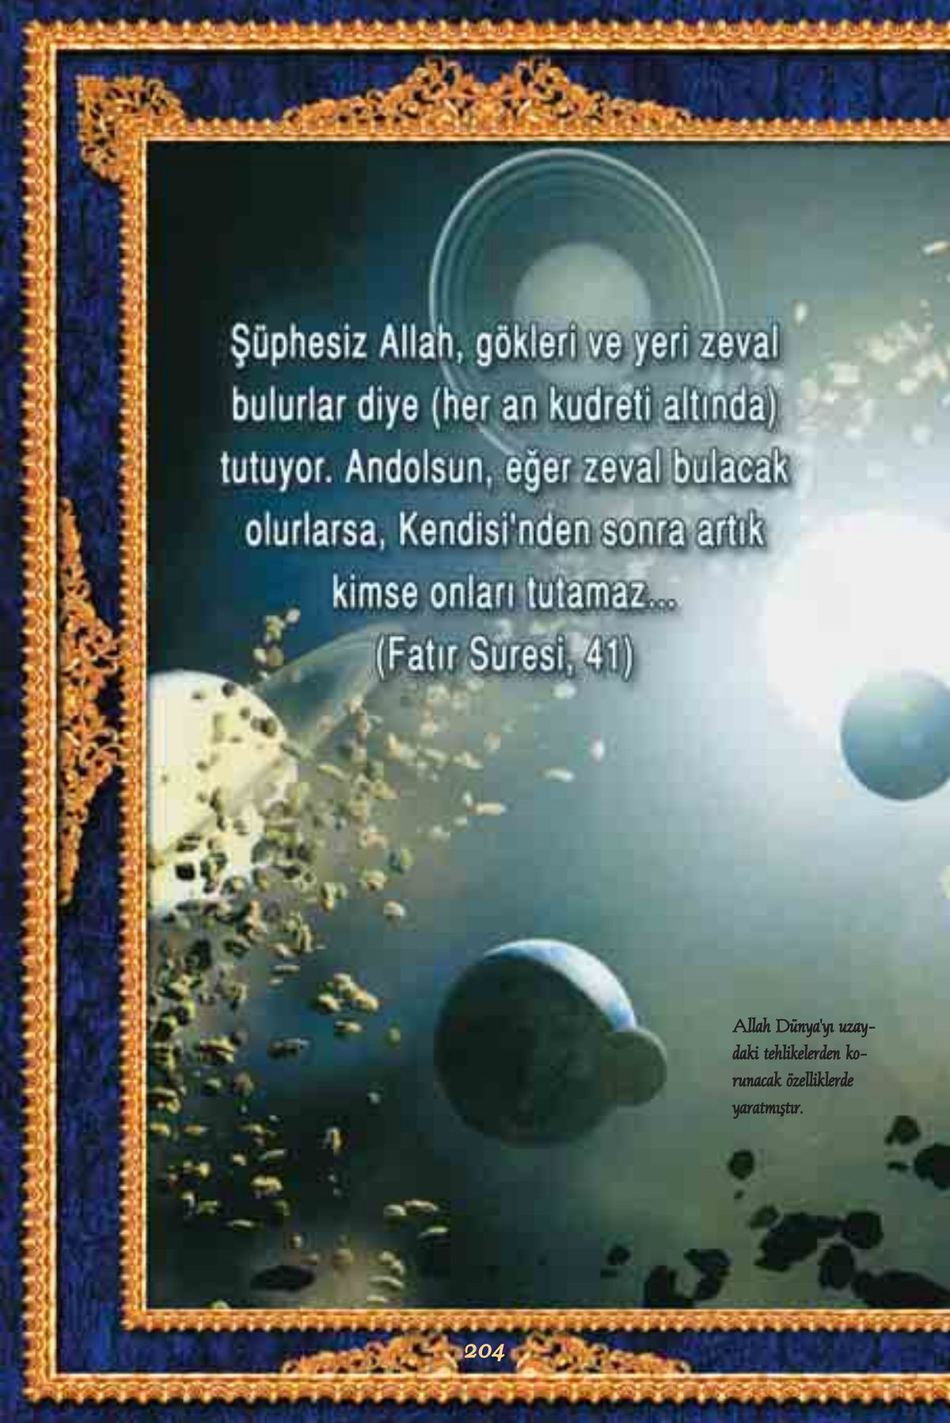 Şüphesiz Allah, gökleri ve yeri zeval
bulurlar diye (her an kudreti altında)
tutuyor. Andolsun, eğer zeval bulacak
olurlarsa, Kendisi'nden sonra artık
kimse onları tutamaz...
(Fatır Suresi, 41)
Allah Dünya'yı uzay-
daki tehlikelerden ko-
runacak özelliklerde
yaratmıştır.
204